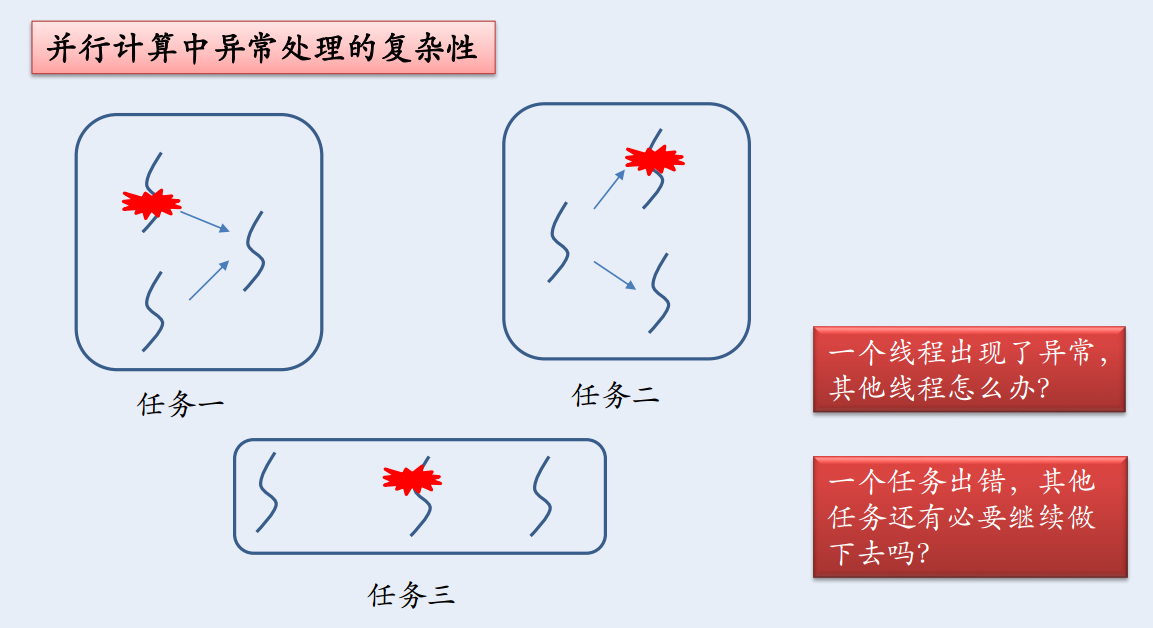 并行计算中异常处理的复杂性
任务一
任务二
一个线程出现了异常，
其他线程怎么办？
一个任务出错，其他
任务还有必要继续做
下去吗？
任务三